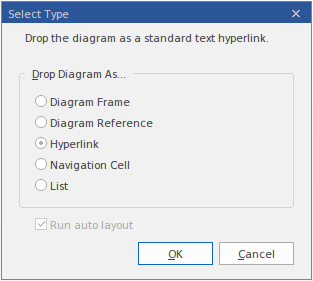 Select Type
Drop the diagram as a standard text hyperlink.
Drop Diagram As...
Diagram Frame
Diagram Reference
Hyperlink
Navigation Cell
List
Run auto layout
OK Cancel